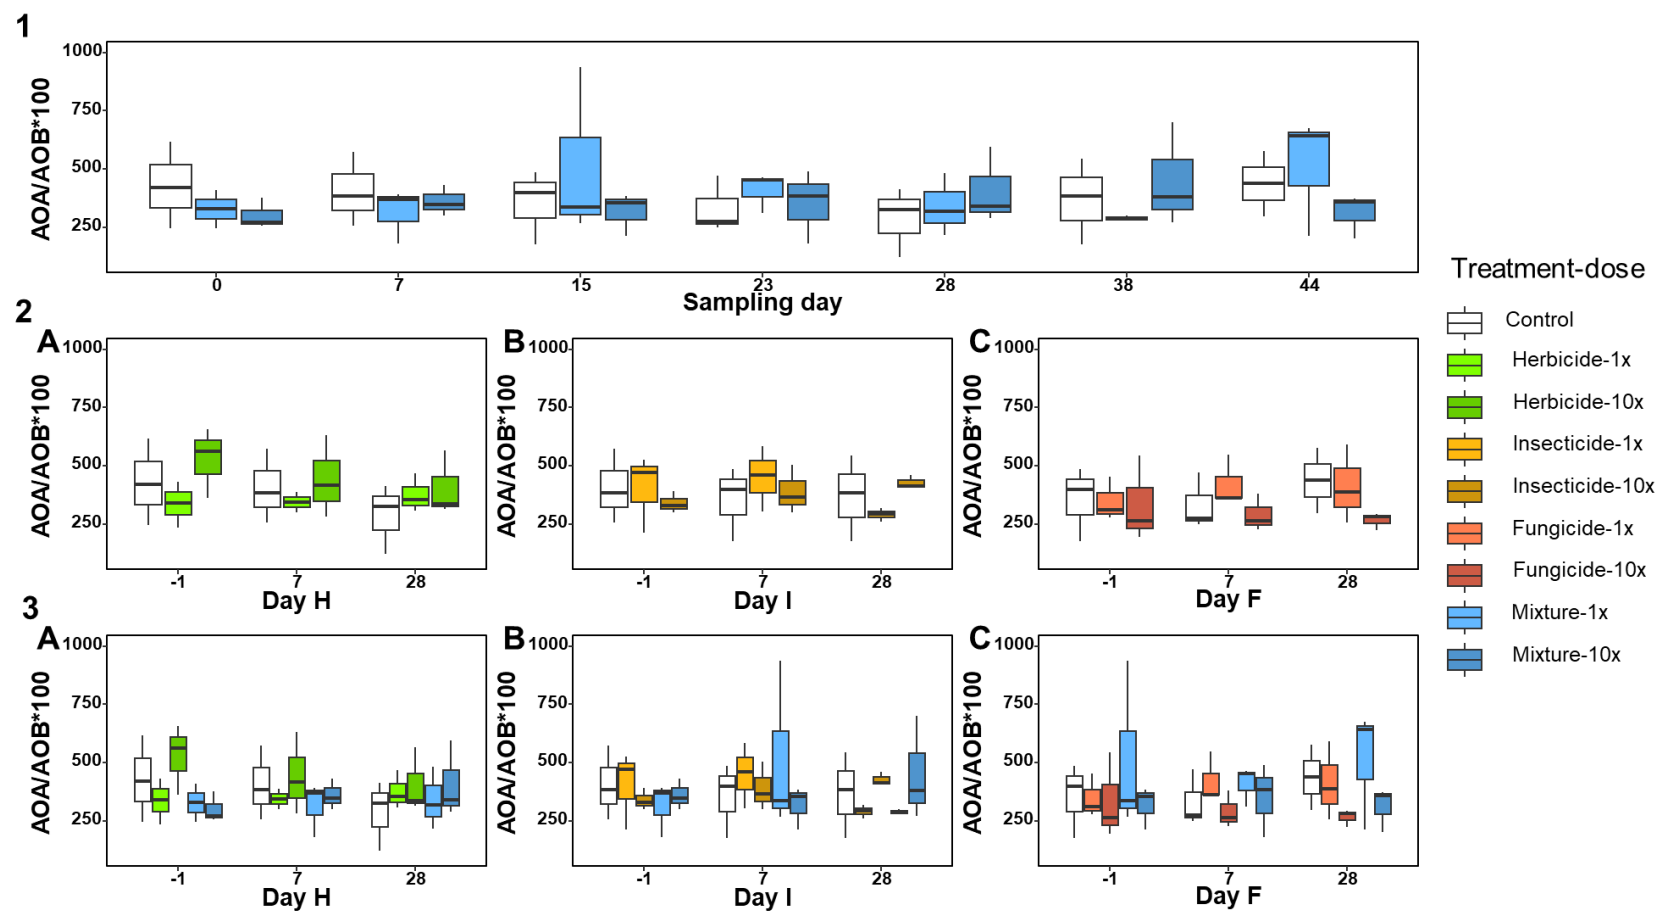 1
AOA/AOB*100
1000
750
500
250
0 7 15 23 28 38 44
Sampling day
Treatment-dose
Control
Herbicide-1x
Herbicide-10x
Insecticide-1x
Insecticide-10x
Fungicide-1x
Fungicide-10x
Mixture-1x
Mixture-10x
2
A
AOA/AOB*100
1000
750
500
250
-1 7 28
Day H
B
AOA/AOB*100
1000
750
500
250
-1 7 28
Day I
C
AOA/AOB*100
1000
750
500
250
-1 7 28
Day F
3
A
AOA/AOB*100
1000
750
500
250
-1 7 28
Day H
B
AOA/AOB*100
1000
750
500
250
-1 7 28
Day I
C
AOA/AOB*100
1000
750
500
250
-1 7 28
Day F